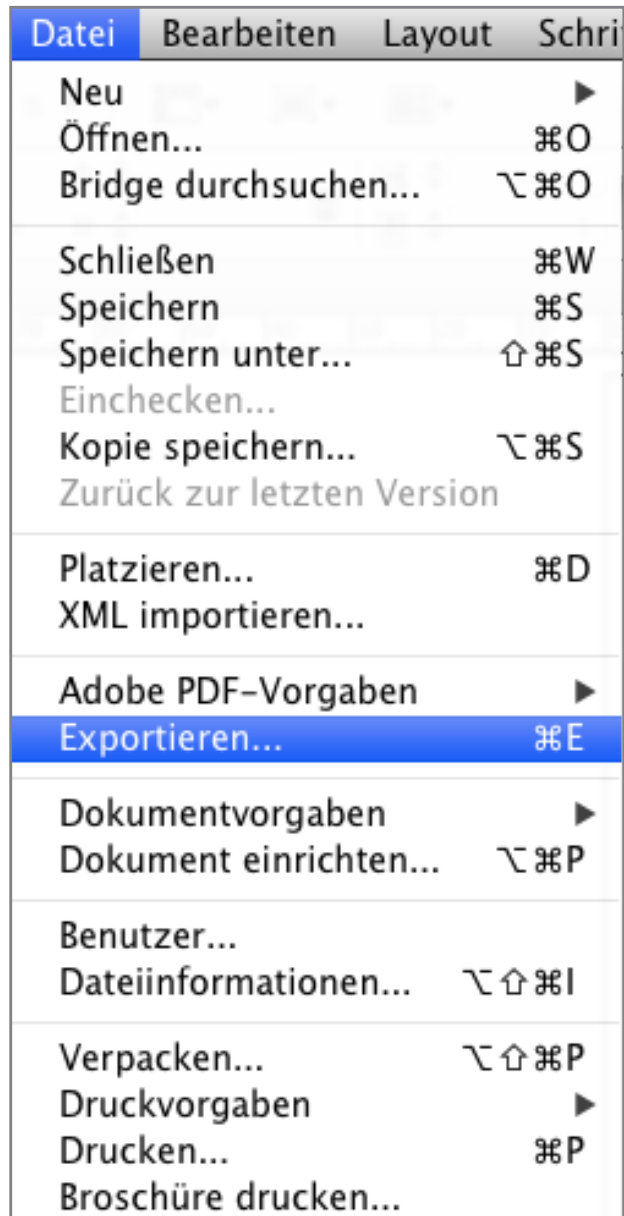 Datei Bearbeiten Layout Schri
Neu ▶
Öffnen... ⌘O
Bridge durchsuchen... ⌥⌘O
Schließen ⌘W
Speichern ⌘S
Speichern unter... ⇧⌘S
Einchecken...
Kopie speichern... ⌥⌘S
Zurück zur letzten Version
Platzieren... ⌘D
XML importieren...
Adobe PDF-Vorgaben ▶
Exportieren... ⌘E
Dokumentvorgaben ▶
Dokument einrichten... ⌥⌘P
Benutzer...
Dateiinformationen... ⌥⇧⌘I
Verpacken... ⌥⇧⌘P
Druckvorgaben ▶
Drucken... ⌘P
Broschüre drucken...